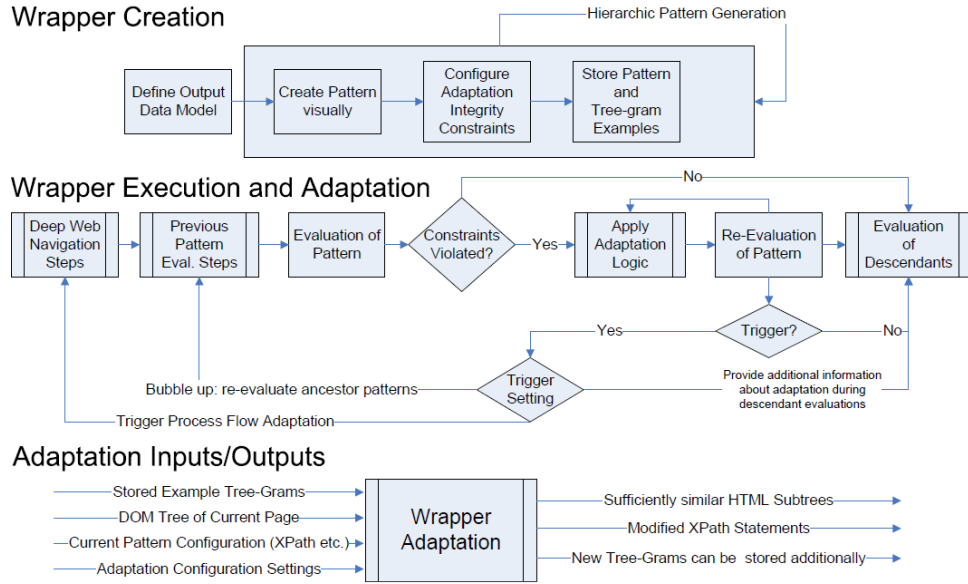 Wrapper Creation
Hierarchic Pattern Generation
Define Output
Data Model
Create Pattern
visually
Configure
Adaptation
Integrity
Constraints
Store Pattern
and
Tree-gram
Examples
Wrapper Execution and Adaptation
No
Deep Web
Navigation
Steps
Previous
Pattern
Eval. Steps
Evaluation of
Pattern
Constraints
Violated?
Yes
Apply
Adaptation
Logic
Re-Evaluation
of Pattern
Evaluation
of
Descendants
Yes
Trigger?
No
Bubble up: re-evaluate ancestor patterns
Trigger
Setting
Provide additional information
about adaptation during
descendant evaluations
Trigger Process Flow Adaptation
Adaptation Inputs/Outputs
Stored Example Tree-Grams
DOM Tree of Current Page
Current Pattern Configuration (XPath etc.)
Adaptation Configuration Settings
Wrapper
Adaptation
Sufficiently similar HTML Subtrees
Modified XPath Statements
New Tree-Grams can be stored additionally